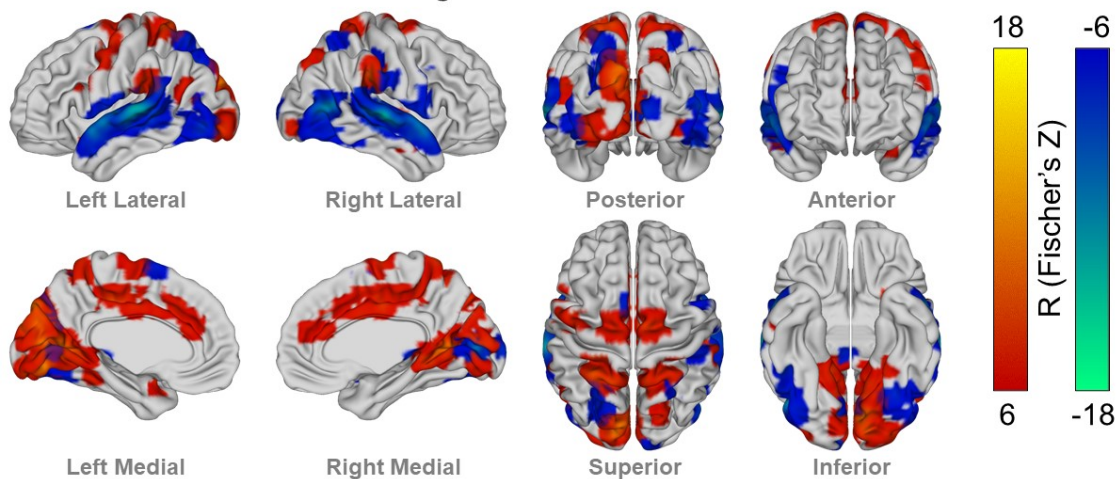 Left Lateral
Right Lateral
Posterior
Anterior
Left Medial
Right Medial
Superior
Inferior
18
-6
R (Fischer's Z)
6
-18